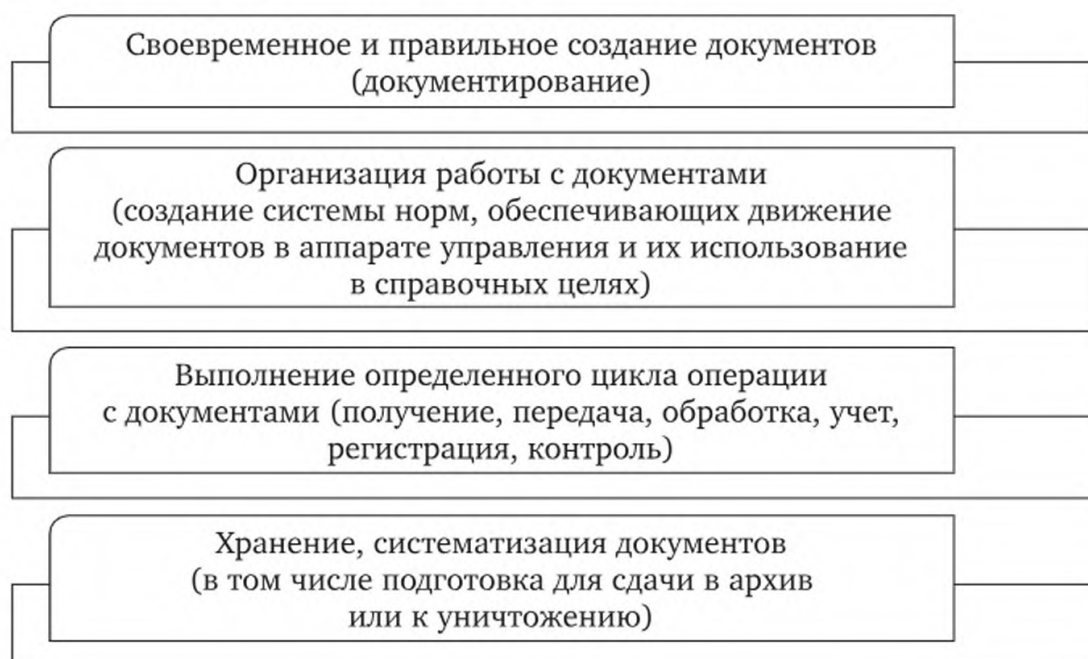 Своевременное и правильное создание документов
(документирование)
Организация работы с документами
(создание системы норм, обеспечивающих движение
документов в аппарате управления и их использование
в справочных целях)
Выполнение определенного цикла операции
с документами (получение, передача, обработка, учет,
регистрация, контроль)
Хранение, систематизация документов
(в том числе подготовка для сдачи в архив
или к уничтожению)